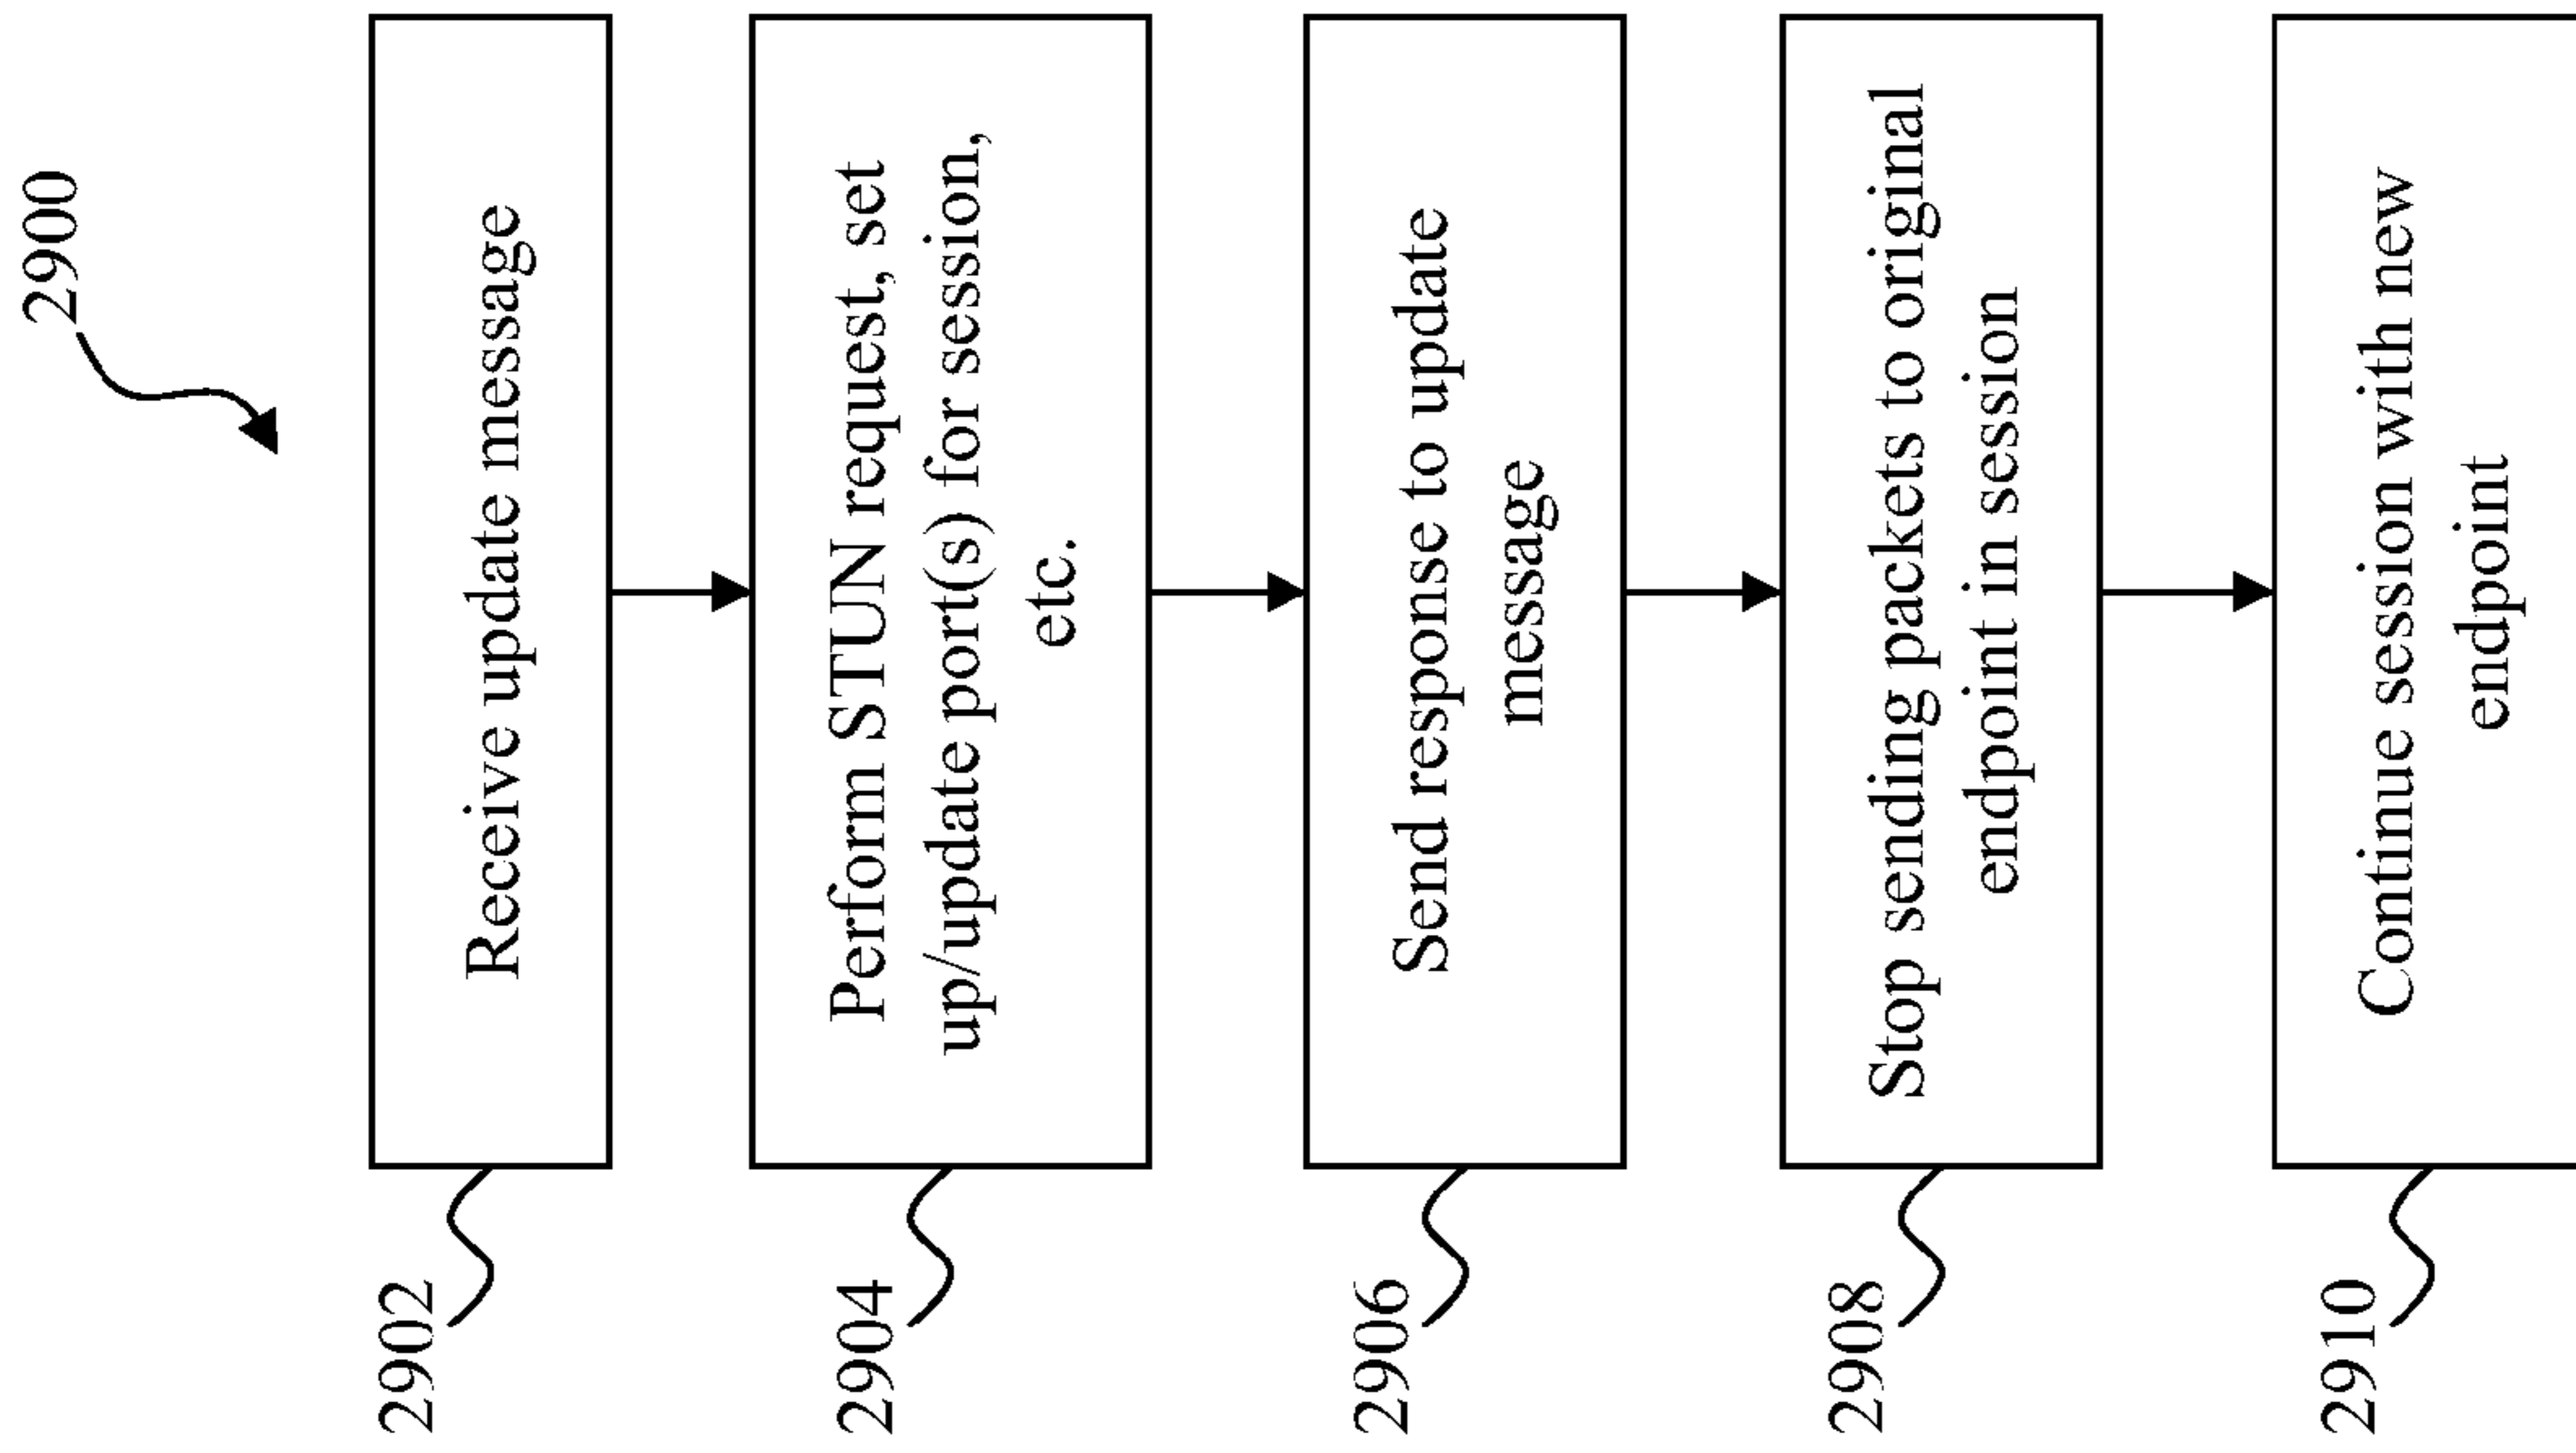 2900
2902
Receive update message
2904
Perform STUN request, set
up/update port(s) for session,
etc.
2906
Send response to update
message
2908
Stop sending packets to original
endpoint in session
2910
Continue session with new
endpoint